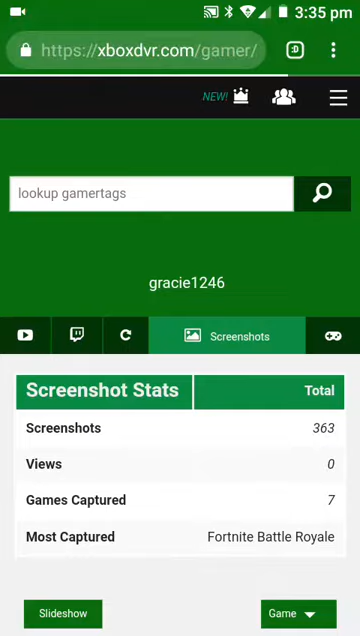 3:35 pm
https://xboxdvr.com/gamer/
:D
NEW!
lookup gamertags
gracie1246
Screenshots
Screenshot Stats Total
Screenshots 363
Views 0
Games Captured 7
Most Captured Fortnite Battle Royale
Slideshow Game